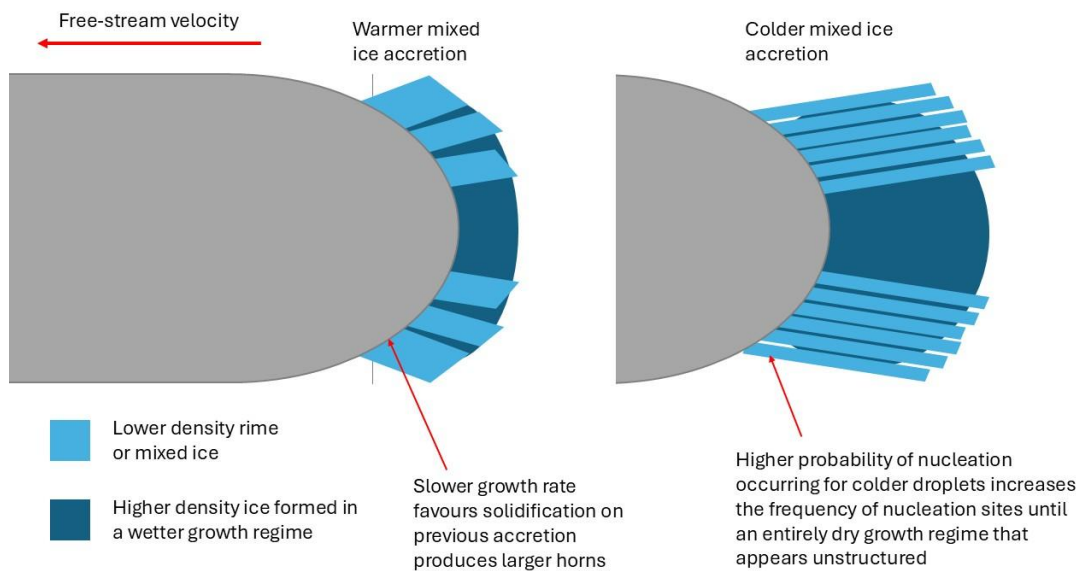 Free-stream velocity
Warmer mixed
ice accretion
Colder mixed ice
accretion
Lower density rime
or mixed ice
Higher density ice formed in
a wetter growth regime
Slower growth rate
favours solidification on
previous accretion
produces larger horns
Higher probability of nucleation
occurring for colder droplets increases
the frequency of nucleation sites until
an entirely dry growth regime that
appears unstructured